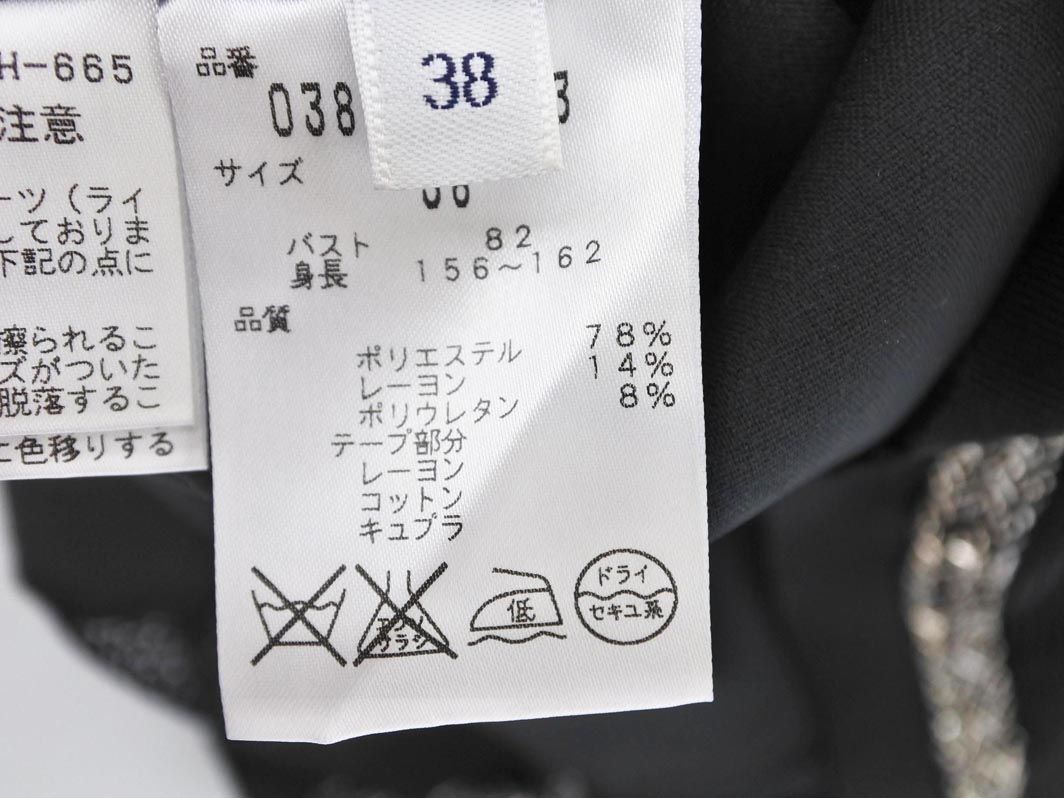 H-665
注意
ーツ（ライ
しておりま
下記の点に
擦られるこ
ズがついた
脱落するこ
と色移りする
38
品番
038
3
サイズ
バスト 82
身長 156～162
品質
ポリエステル 78%
レーヨン 14%
ポリウレタン 8%
テープ部分
レーヨン
コットン
キュプラ
低
ドライ
セキユ系